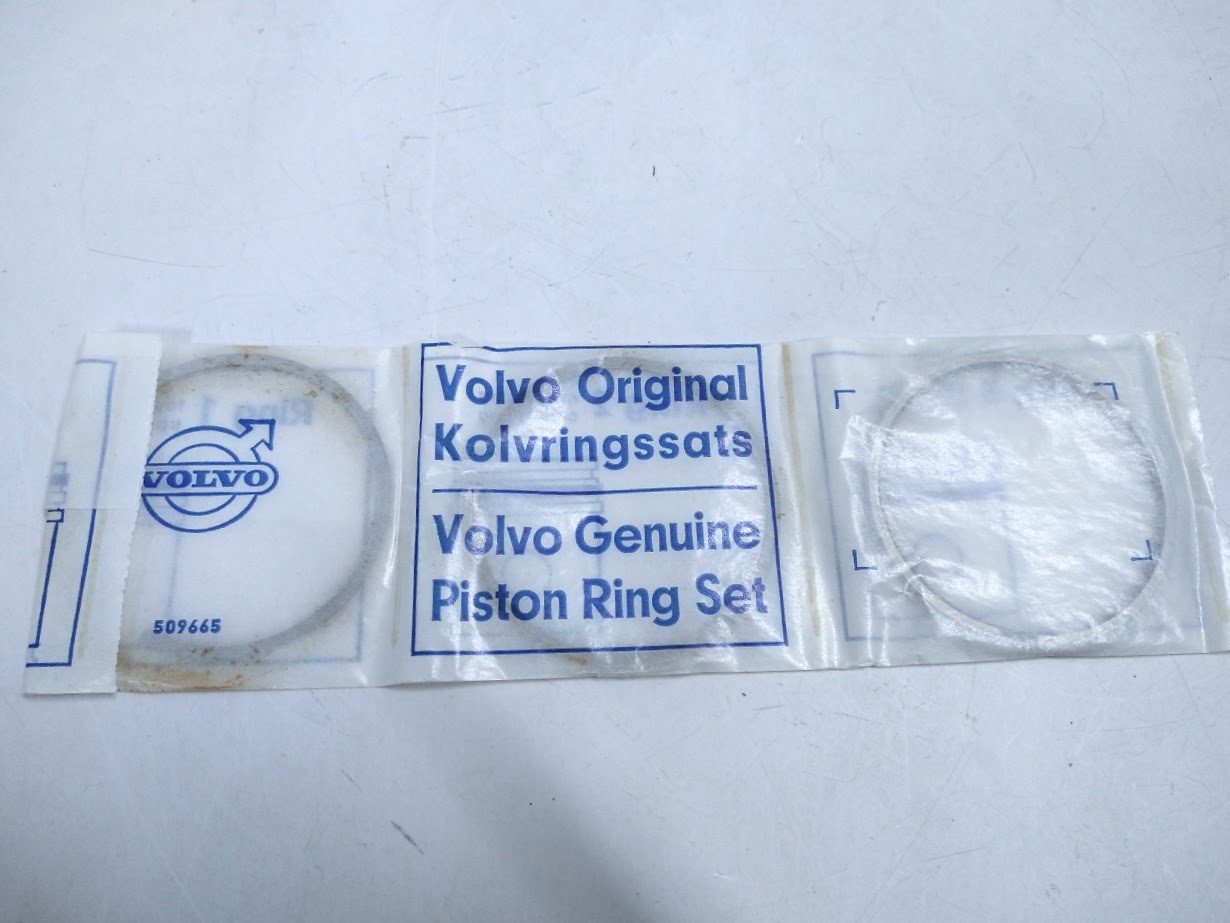 VOLVO
509665
Volvo Original
Kolvringssats
Volvo Genuine
Piston Ring Set